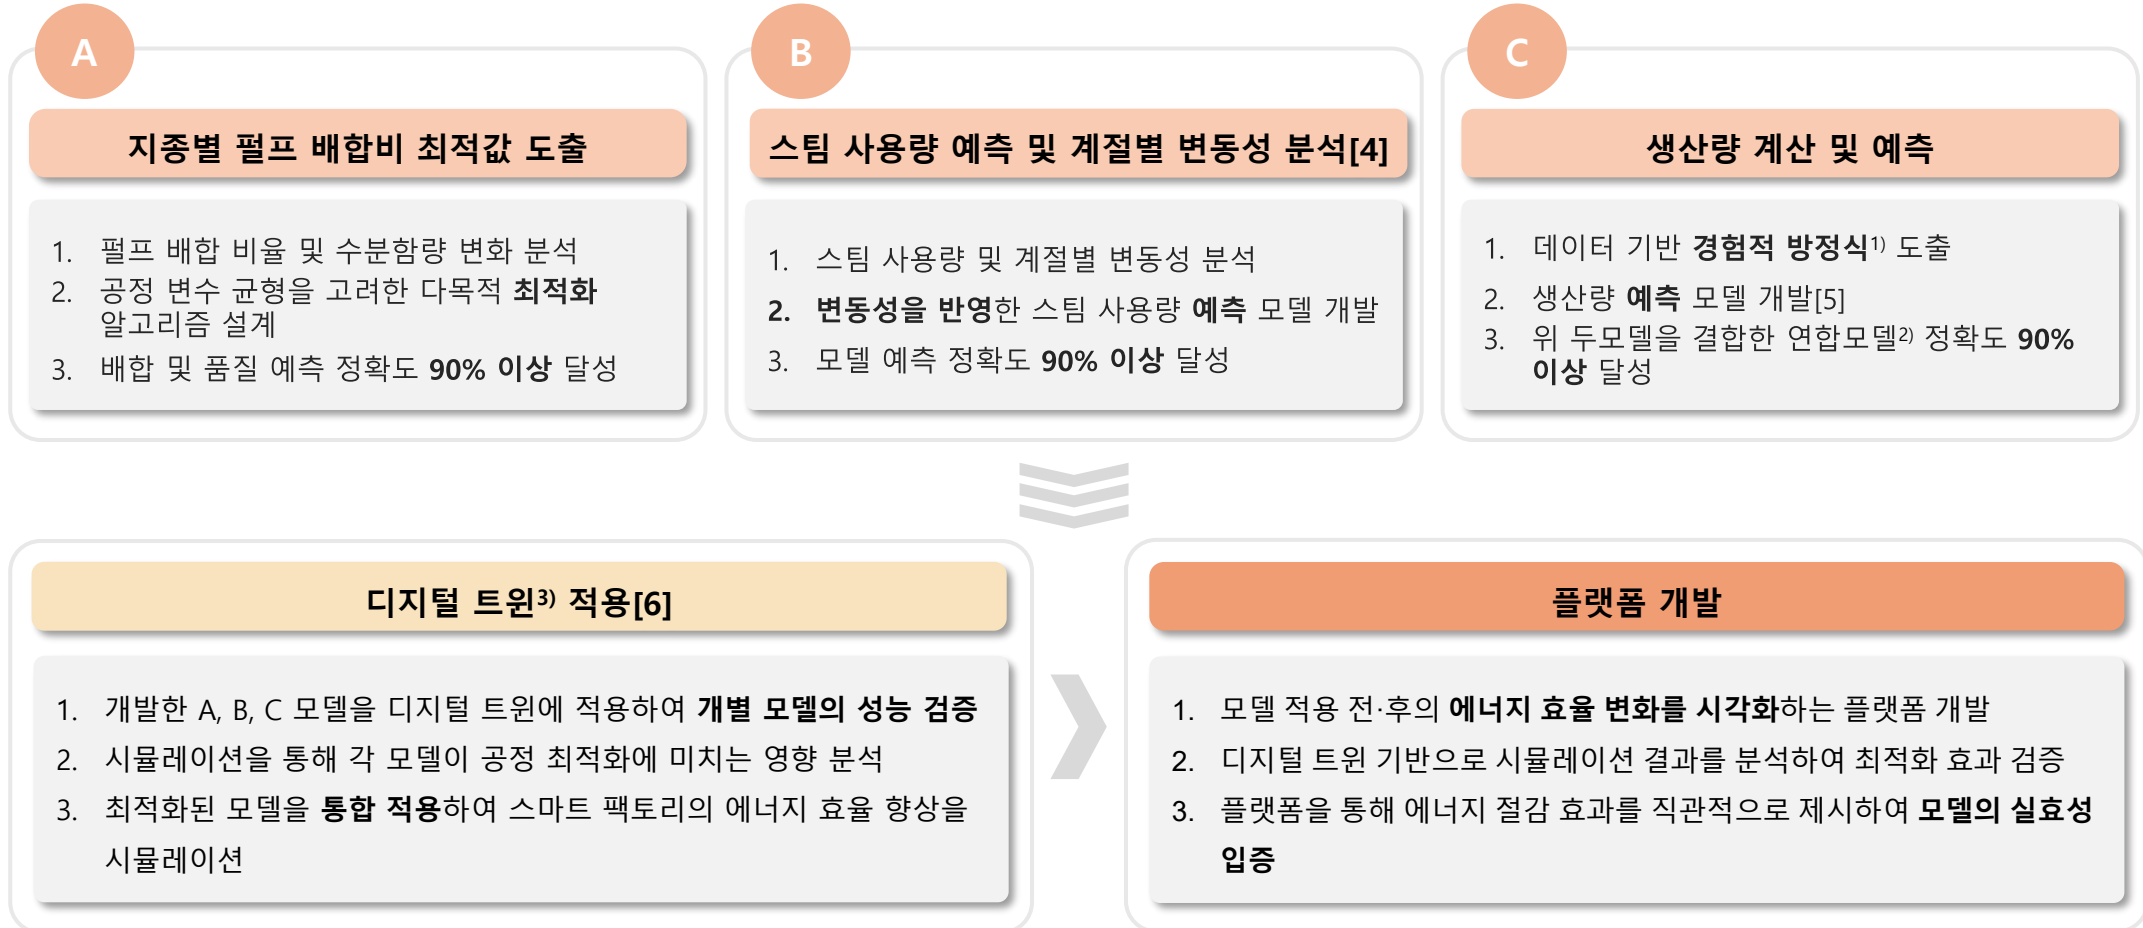 A
지종별 펄프 배합비 최적값 도출
1. 펄프 배합 비율 및 수분함량 변화 분석
2. 공정 변수 균형을 고려한 다목적 최적화
알고리즘 설계
3. 배합 및 품질 예측 정확도 90% 이상 달성
B
스팀 사용량 예측 및 계절별 변동성 분석[4]
1. 스팀 사용량 및 계절별 변동성 분석
2. 변동성을 반영한 스팀 사용량 예측 모델 개발
3. 모델 예측 정확도 90% 이상 달성
C
생산량 계산 및 예측
1. 데이터 기반 경험적 방정식1) 도출
2. 생산량 예측 모델 개발[5]
3. 위 두모델을 결합한 연합모델2) 정확도 90%
이상 달성
디지털 트윈3) 적용[6]
1. 개발한 A, B, C 모델을 디지털 트윈에 적용하여 개별 모델의 성능 검증
2. 시뮬레이션을 통해 각 모델이 공정 최적화에 미치는 영향 분석
3. 최적화된 모델을 통합 적용하여 스마트 팩토리의 에너지 효율 향상을
시뮬레이션
플랫폼 개발
1. 모델 적용 전·후의 에너지 효율 변화를 시각화하는 플랫폼 개발
2. 디지털 트윈 기반으로 시뮬레이션 결과를 분석하여 최적화 효과 검증
3. 플랫폼을 통해 에너지 절감 효과를 직관적으로 제시하여 모델의 실효성
입증